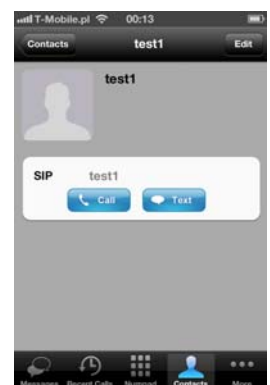 T-Mobile.pl 00:13
Contacts test1 Edit
test1
SIP test1
Call Text
Messages Recent Calls Numpad Contacts More